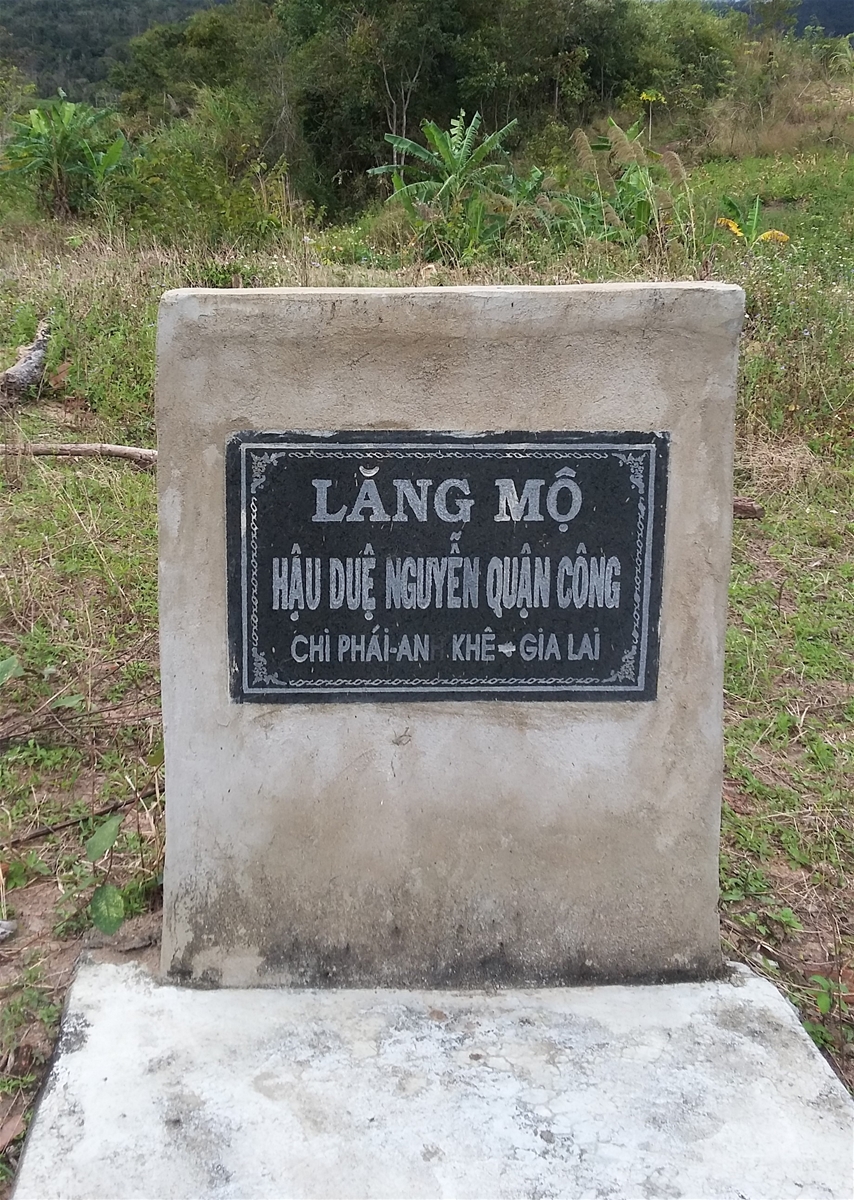 LĂNG MỘ
HẬU DUỆ NGUYỄN QUẬN CÔNG
CHI PHÁI-AN KHÊ-GIA LAI